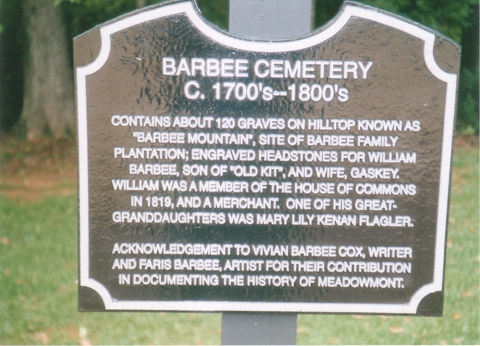 BARBEE CEMETERY
C. 1700's--1800's
CONTAINS ABOUT 120 GRAVES ON HILLTOP KNOWN AS
"BARBEE MOUNTAIN", SITE OF BARBEE FAMILY
PLANTATION; ENGRAVED HEADSTONES FOR WILLIAM
BARBEE, SON OF "OLD KIT", AND WIFE, GASKEY.
WILLIAM WAS A MEMBER OF THE HOUSE OF COMMONS
IN 1819, AND A MERCHANT. ONE OF HIS GREAT-
GRANDDAUGHTERS WAS MARY LILY KENAN FLAGLER.
ACKNOWLEDGEMENT TO VIVIAN BARBEE COX, WRITER
AND FARIS BARBEE, ARTIST FOR THEIR CONTRIBUTION
IN DOCUMENTING THE HISTORY OF MEADOWMONT.